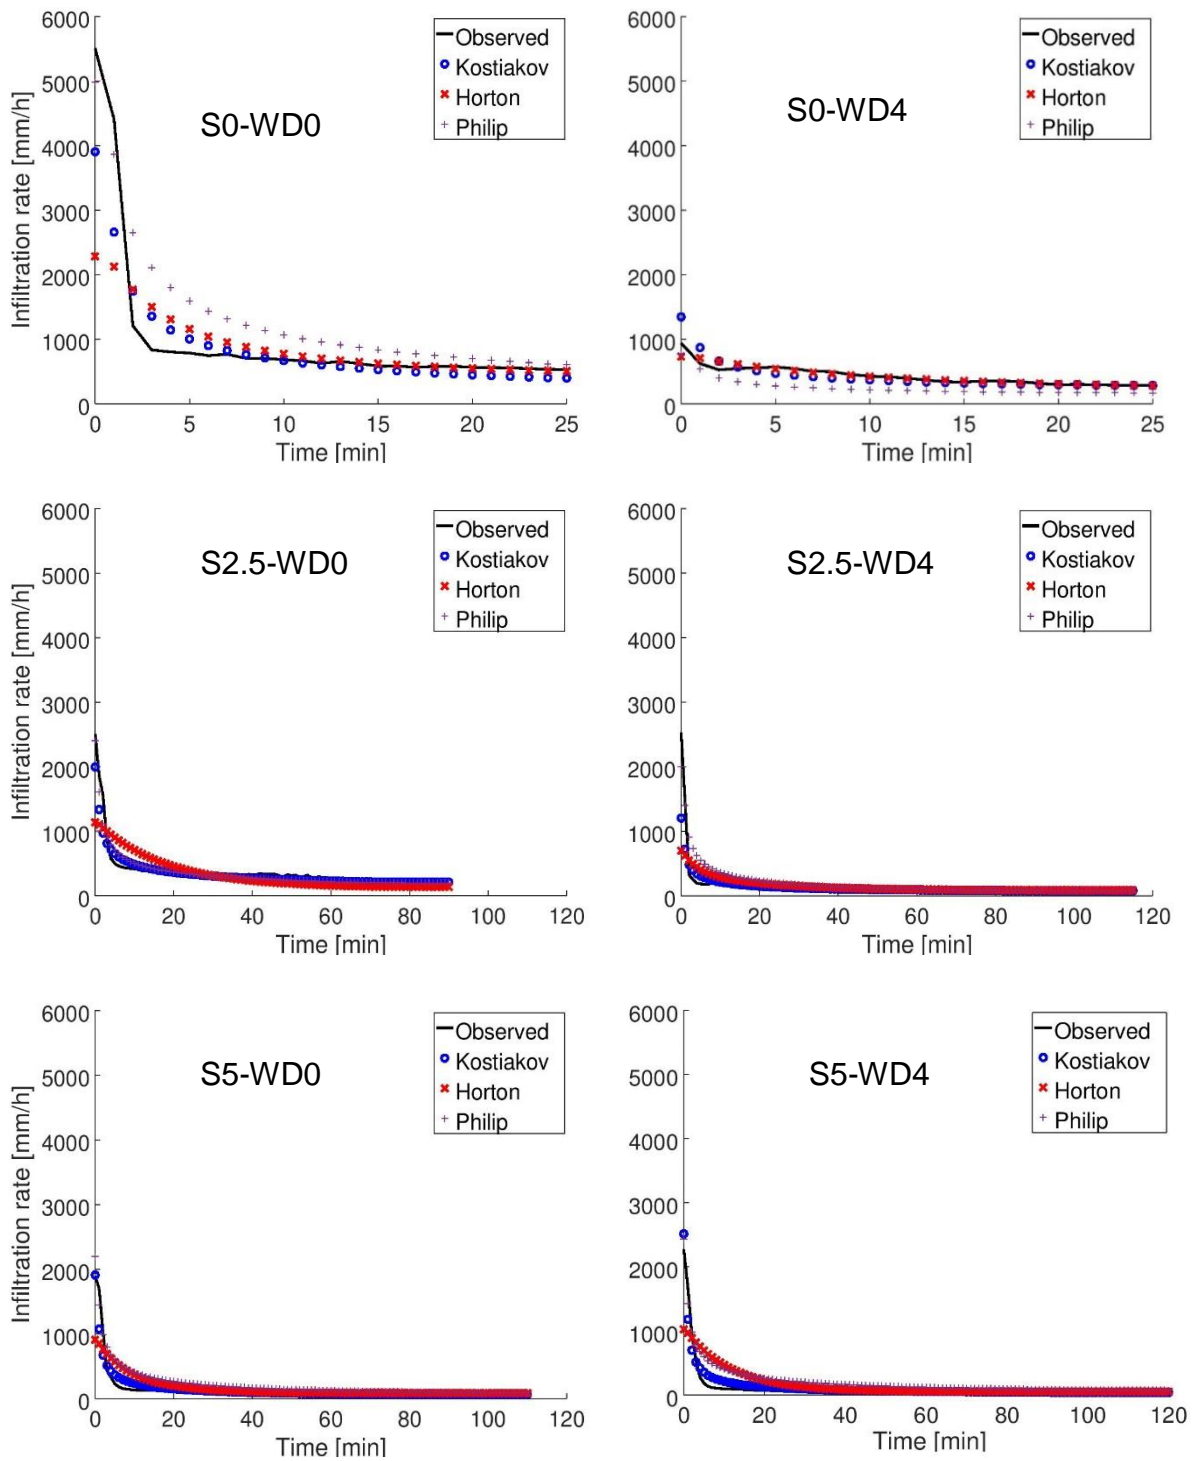 6000
5000
4000
3000
2000
1000
0
Infiltration rate [mm/h]
Observed
Kostiakov
Horton
Philip
S0-WD0
0 5 10 15 20 25
Time [min]
6000
5000
4000
3000
2000
1000
0
Observed
Kostiakov
Horton
Philip
S0-WD4
0 5 10 15 20 25
Time [min]
6000
5000
4000
3000
2000
1000
0
Infiltration rate [mm/h]
Observed
Kostiakov
Horton
Philip
S2.5-WD0
0 20 40 60 80 100 120
Time [min]
6000
5000
4000
3000
2000
1000
0
Observed
Kostiakov
Horton
Philip
S2.5-WD4
0 20 40 60 80 100 120
Time [min]
6000
5000
4000
3000
2000
1000
0
Infiltration rate [mm/h]
Observed
Kostiakov
Horton
Philip
S5-WD0
0 20 40 60 80 100 120
Time [min]
6000
5000
4000
3000
2000
1000
0
Observed
Kostiakov
Horton
Philip
S5-WD4
0 20 40 60 80 100 120
Time [min]